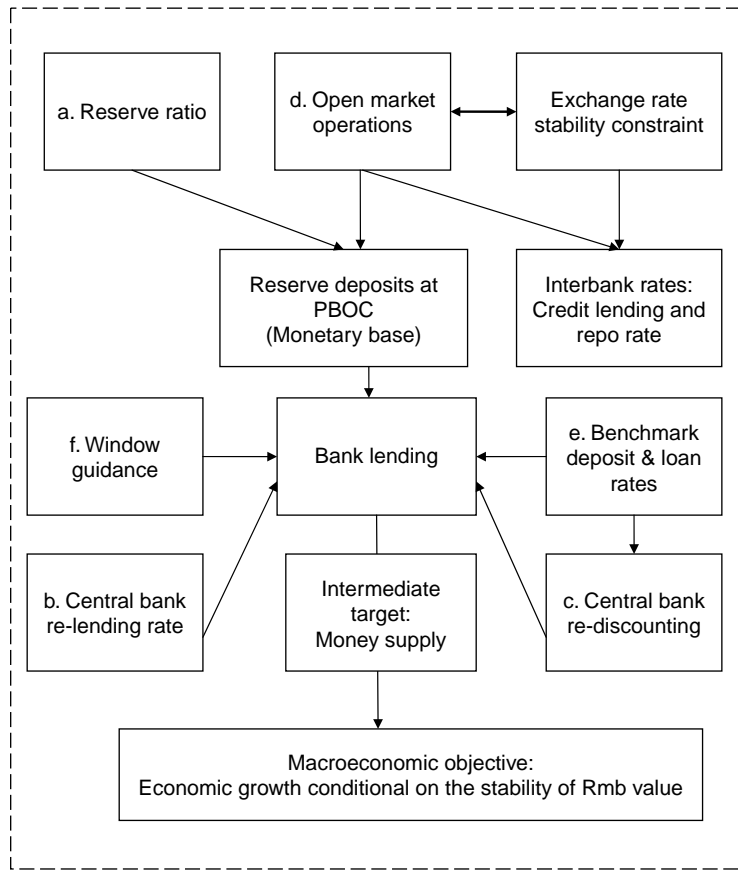 a. Reserve ratio
d. Open market
operations
Exchange rate
stability constraint
Reserve deposits at
PBOC
(Monetary base)
Interbank rates:
Credit lending and
repo rate
f. Window
guidance
Bank lending
e. Benchmark
deposit & loan
rates
b. Central bank
re-lending rate
Intermediate
target:
Money supply
c. Central bank
re-discounting
Macroeconomic objective:
Economic growth conditional on the stability of Rmb value